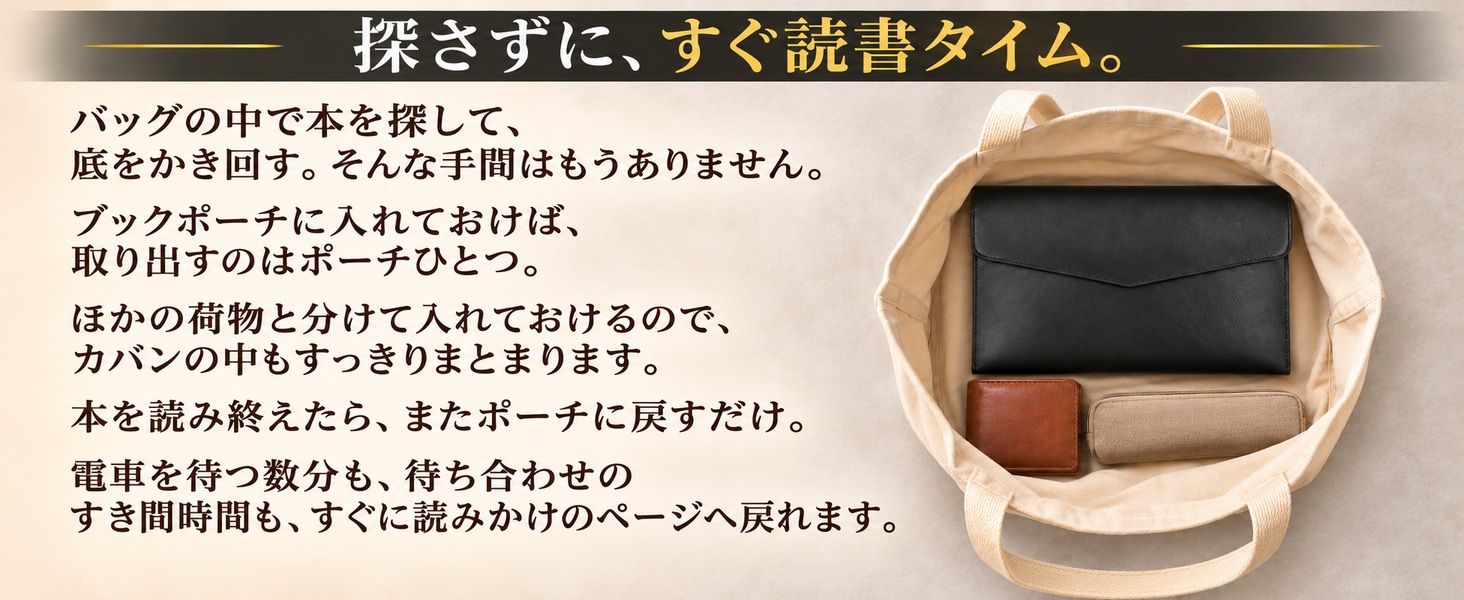 探さずに、すぐ読書タイム。
バッグの中で本を探して、
底をかき回す。そんな手間はもうありません。
ブックポーチに入れておけば、
取り出すのはポーチひとつ。
ほかの荷物と分けて入れておけるので、
カバンの中もすっきりまとまります。
本を読み終えたら、またポーチに戻すだけ。
電車を待つ数分も、待ち合わせの
すき間時間も、すぐに読みかけのページへ戻れます。